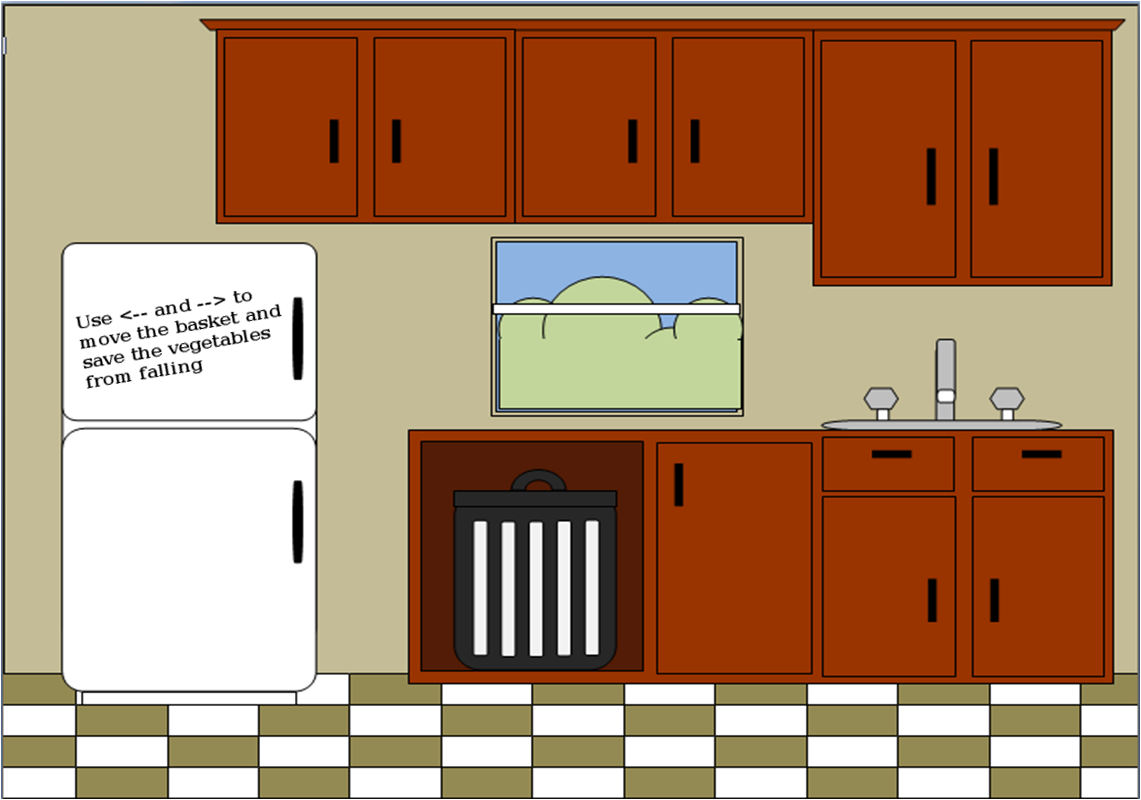 Use <-- and --> to
move the basket and
save the vegetables
from falling